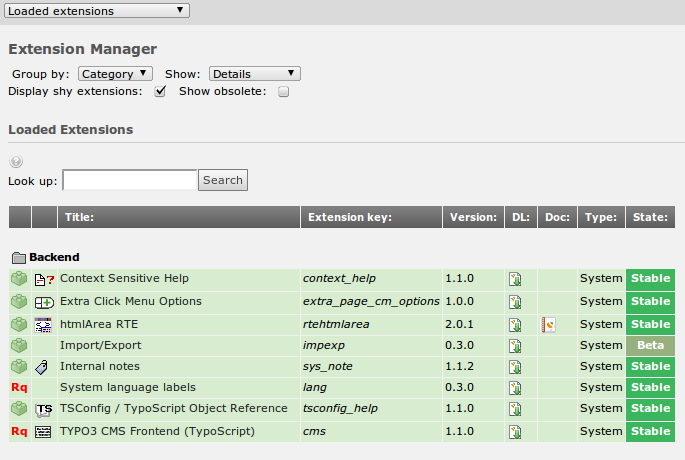 Loaded extensions
Extension Manager
Group by: Category Show: Details
Display shy extensions: Show obsolete:
Loaded Extensions
Look up: Search
Title: Extension key: Version: DL: Doc: Type: State:
Backend
Context Sensitive Help context_help 1.1.0 System Stable
Extra Click Menu Options extra_page_cm_options 1.0.0 System Stable
htmlArea RTE rtehtmlarea 2.0.1 System Stable
Import/Export impexp 0.3.0 System Beta
Internal notes sys_note 1.1.2 System Stable
Rq System language labels lang 0.3.0 System Stable
TS TSConfig / TypoScript Object Reference tsconfig_help 1.1.0 System Stable
Rq TYPO3 CMS Frontend (TypoScript) cms 1.1.0 System Stable